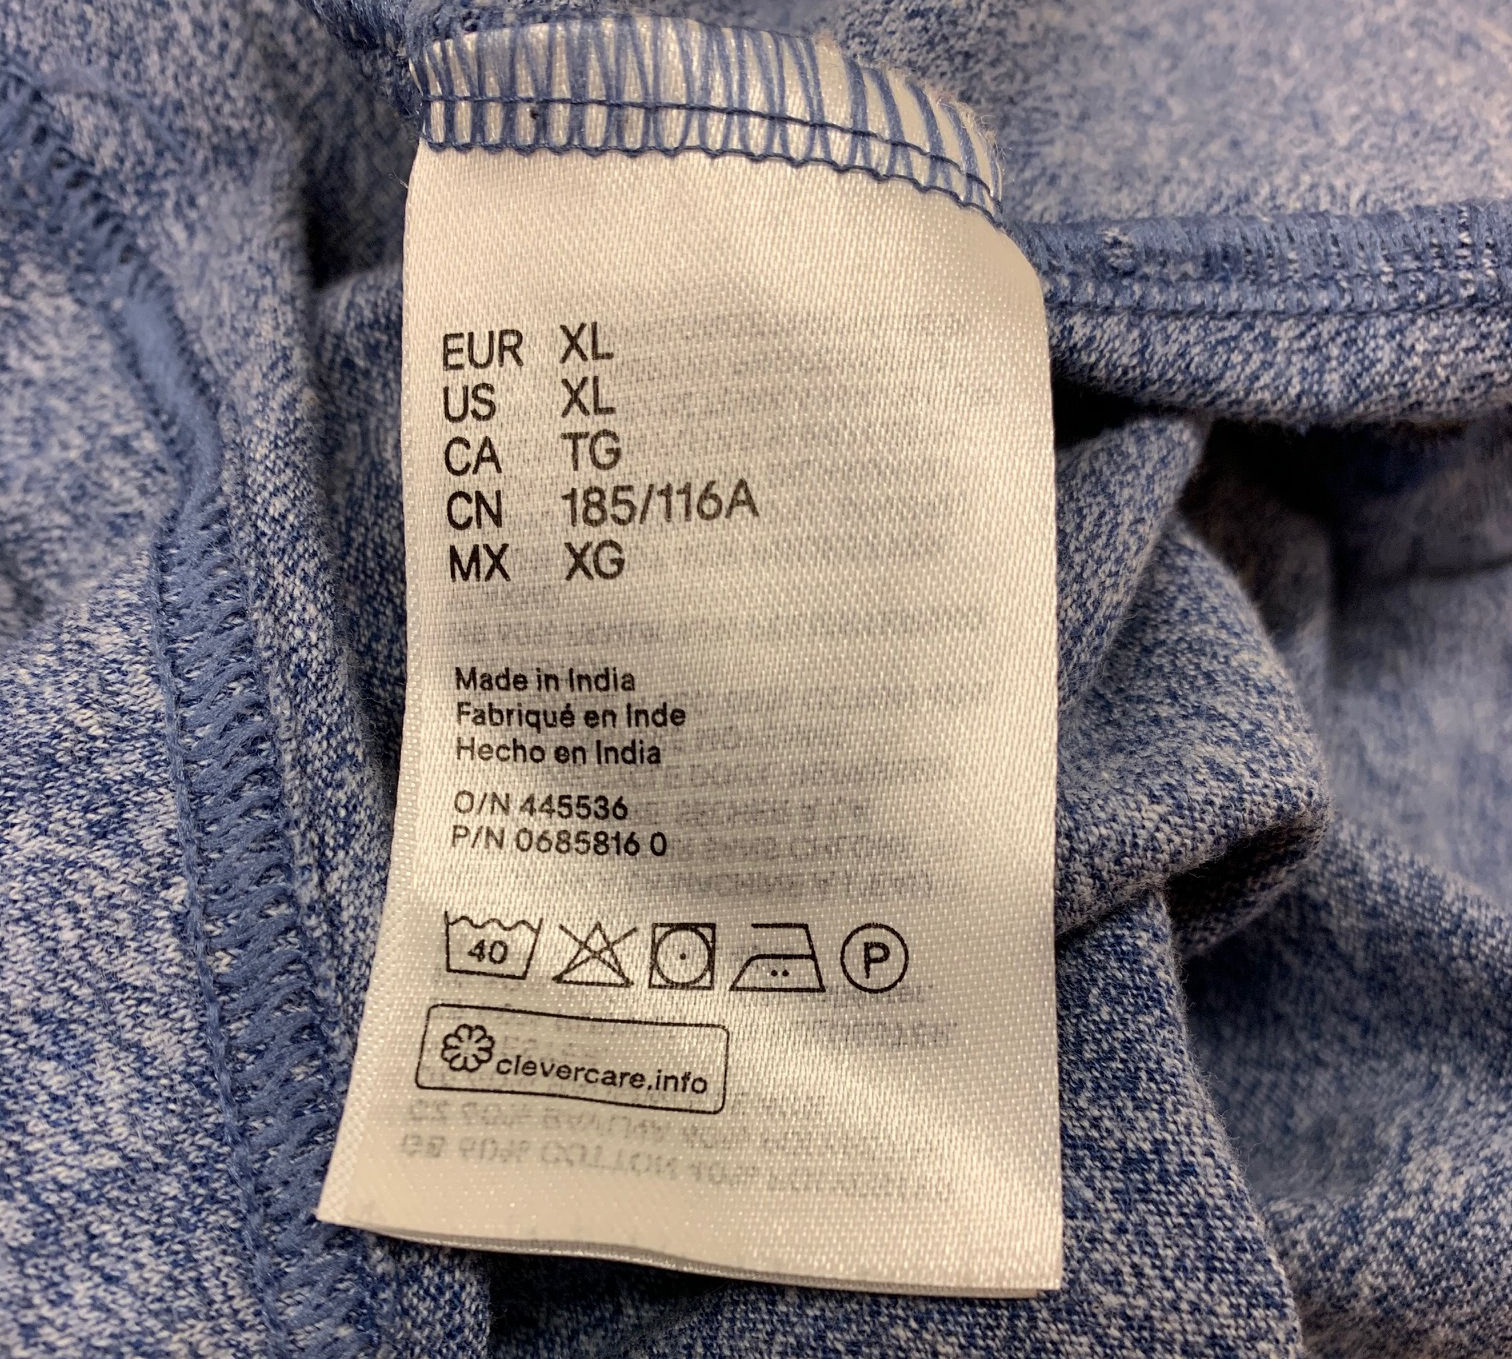 EUR XL
US XL
CA TG
CN 185/116A
MX XG
Made in India
Fabriqué en Inde
Hecho en India
O/N 445536
P/N 0685816 0
40
P
clevercare.info